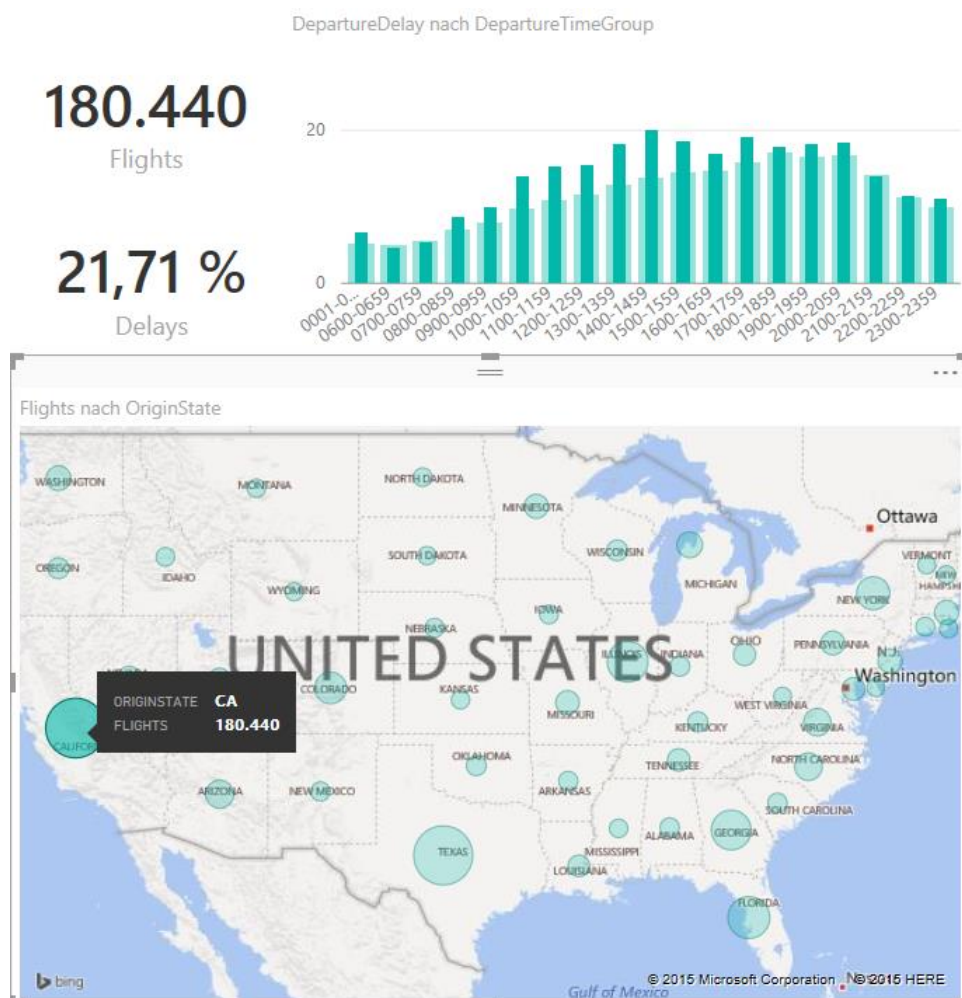 DepartureDelay nach DepartureTimeGroup
180.440
Flights
20
0
21,71 %
Delays
0001-0...
0600-0659
0700-0759
0800-0859
0900-0959
1000-1059
1100-1159
1200-1259
1300-1359
1400-1459
1500-1559
1600-1659
1700-1759
1800-1859
1900-1959
2000-2059
2100-2159
2200-2259
2300-2359
Flights nach OriginState
WASHINGTON
MONTANA
NORTH DAKOTA
MINNESOTA
Ottawa
OREGON
IDAHO
SOUTH DAKOTA
WISCONSIN
MICHIGAN
VERMONT
NEW
HAMPSHI
WYOMING
NEW YORK
IOWA
NEBRASKA
UNITED STATES
ILLINOIS
INDIANA
OHIO
PENNSYLVANIA
N.J.
Washington
COLORADO
KANSAS
MISSOURI
WEST VIRGINIA
VIRGINIA
KENTUCKY
ORIGINSTATE CA
FLIGHTS 180.440
CALIFOR
OKLAHOMA
TENNESSEE
NORTH CAROLINA
ARIZONA
NEW MEXICO
ARKANSAS
SOUTH CAROLINA
TEXAS
MISSISSIPPI
ALABAMA
GEORGIA
LOUISIANA
FLORIDA
bing
Gulf of Mexico
© 2015 Microsoft Corporation
© 2015 HERE